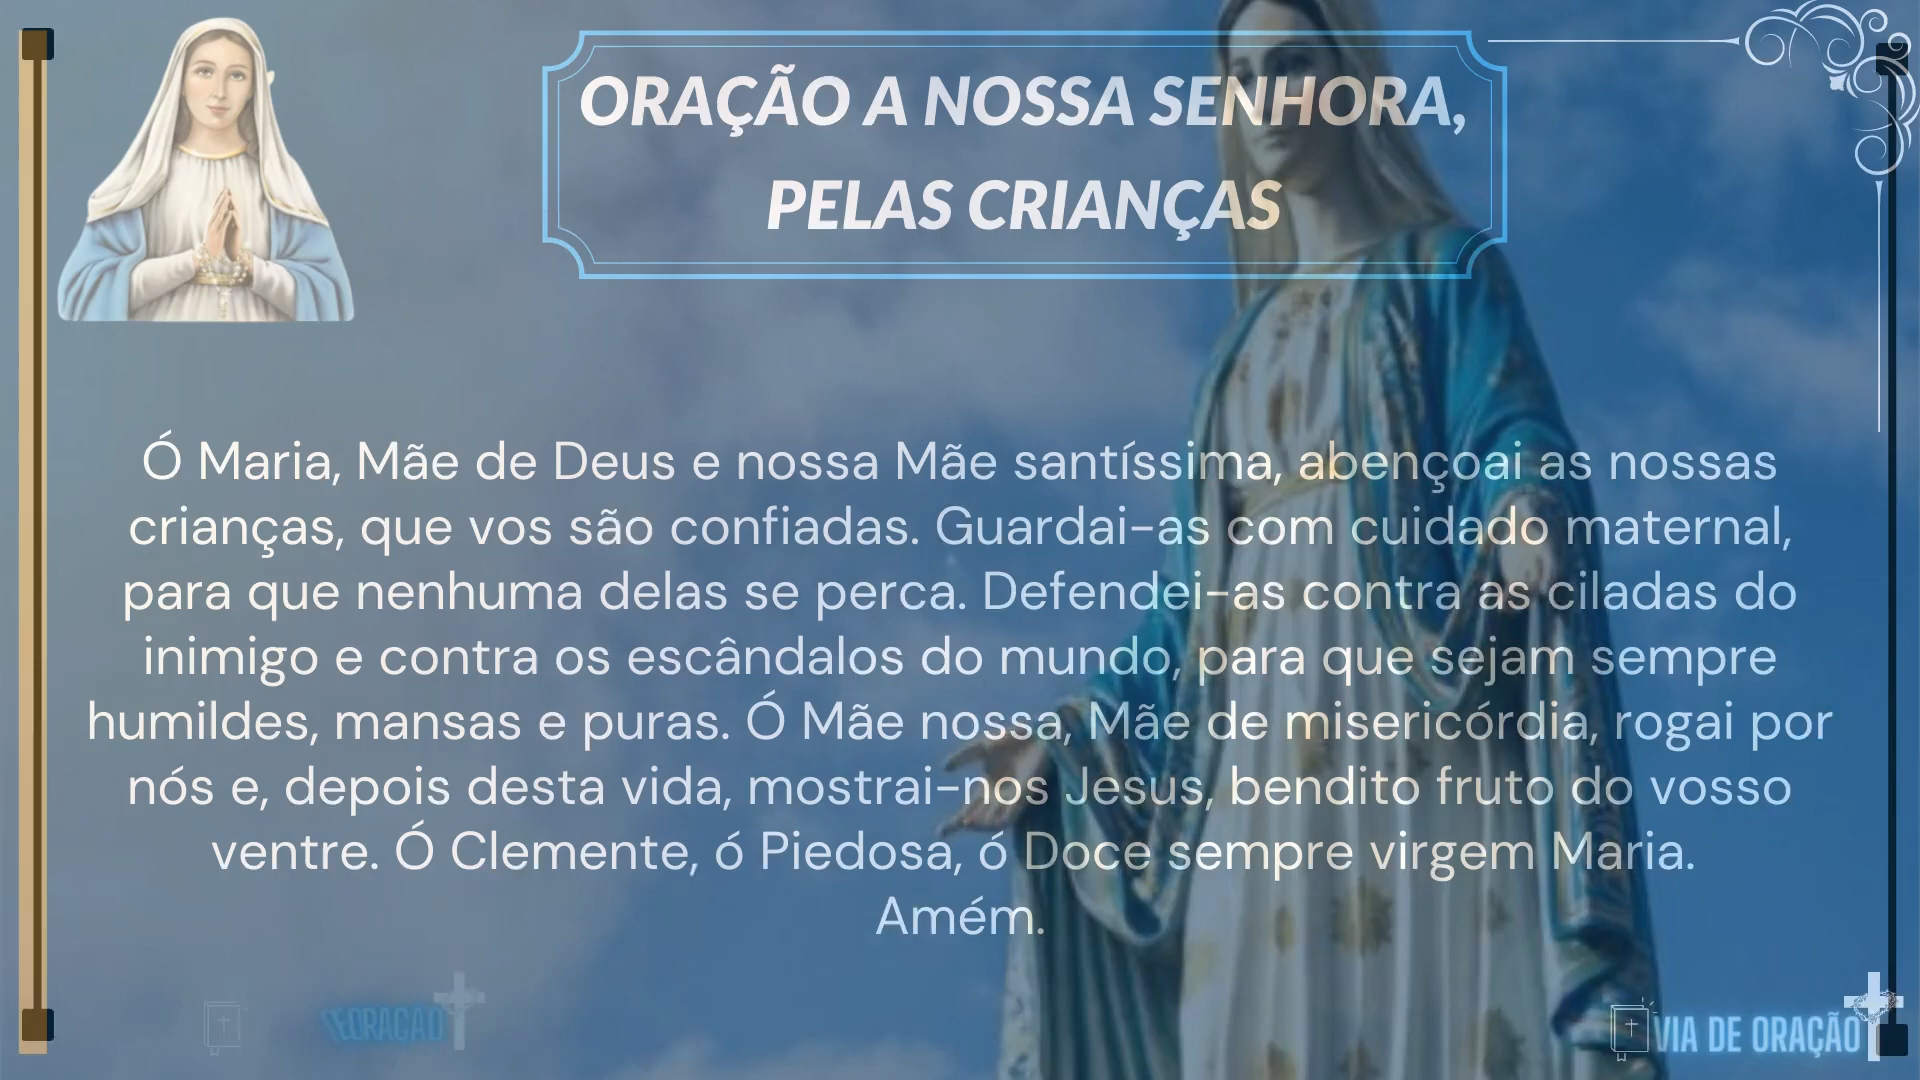 ORAÇÃO A NOSSA SENHORA,
PELAS CRIANÇAS
Ó Maria, Mãe de Deus e nossa Mãe santíssima, abençoai as nossas
crianças, que vos são confiadas. Guardai-as com cuidado maternal,
para que nenhuma delas se perca. Defendei-as contra as ciladas do
inimigo e contra os escândalos do mundo, para que sejam sempre
humildes, mansas e puras. Ó Mãe nossa, Mãe de misericórdia, rogai por
nós e, depois desta vida, mostrai-nos Jesus, bendito fruto do vosso
ventre. Ó Clemente, ó Piedosa, ó Doce sempre virgem Maria.
Amém.
VIA DE ORAÇÃO